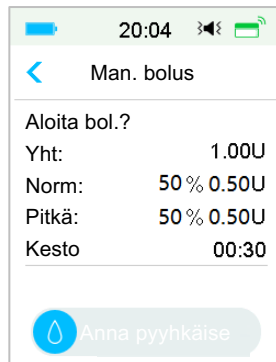 20:04
Man. bolus
Aloita bol.?
Yht: 1.00U
Norm: 50 % 0.50U
Pitkä: 50 % 0.50U
Kesto 00:30
Anna pyyhkäise